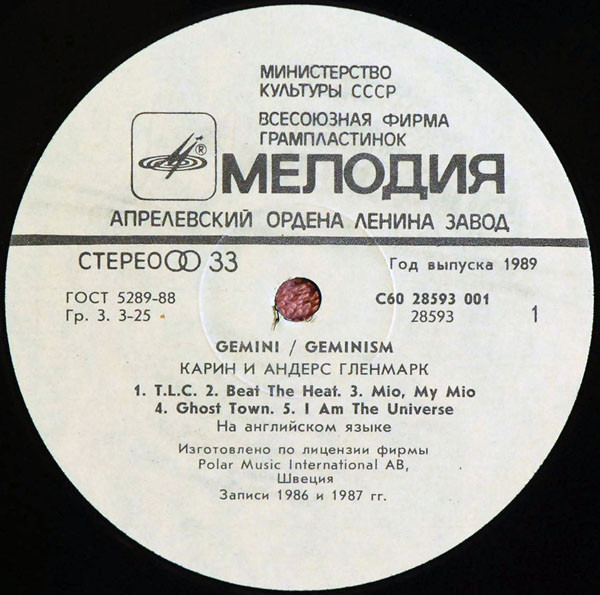 МИНИСТЕРСТВО
КУЛЬТУРЫ СССР
ВСЕСОЮЗНАЯ ФИРМА
ГРАМПЛАСТИНОК
®
МЕЛОДИЯ
АПРЕЛЕВСКИЙ ОРДЕНА ЛЕНИНА ЗАВОД
СТЕРЕО 33
Год выпуска 1989
ГОСТ 5289-88
С60 28593 001
Гр. 3. 3-25
28593
1
GEMINI / GEMINISM
КАРИН И АНДЕРС ГЛЕНМАРК
1. T.L.C. 2. Beat The Heat. 3. Mio, My Mio
4. Ghost Town. 5. I Am The Universe
На английском языке
Изготовлено по лицензии фирмы
Polar Music International AB,
Швеция
Записи 1986 и 1987 гг.